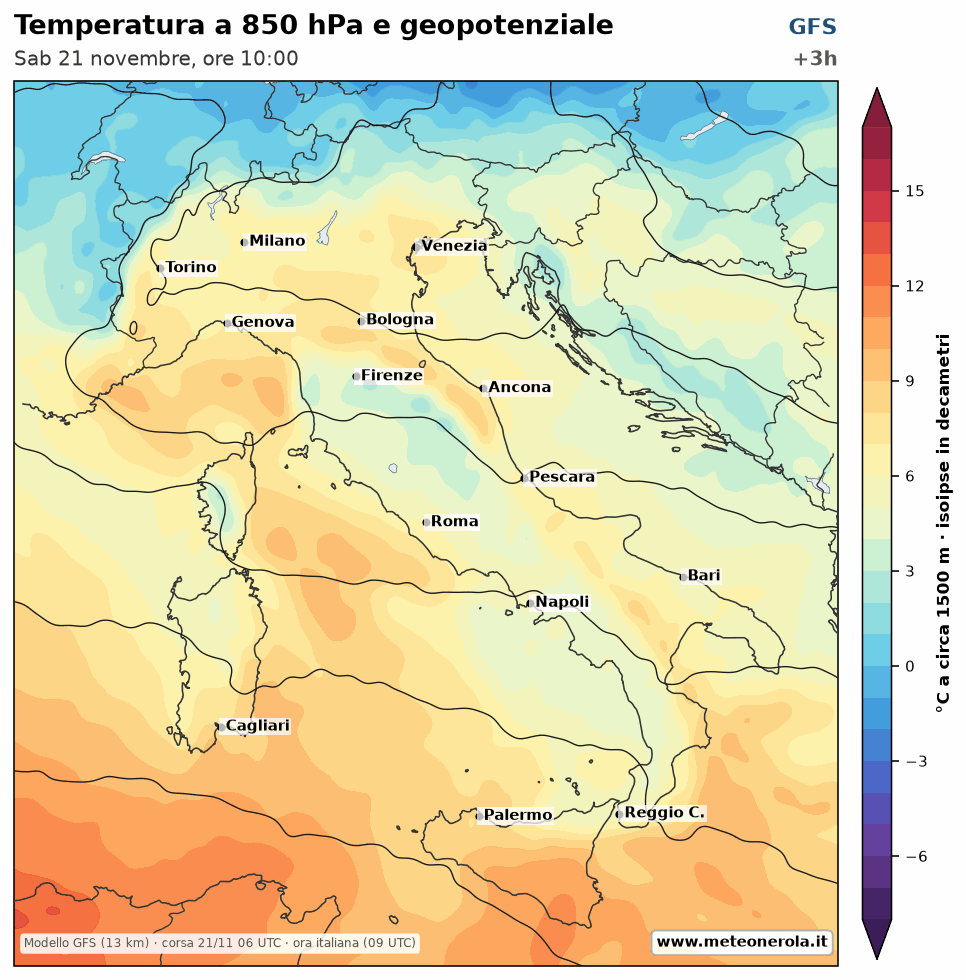 Temperatura a 850 hPa e geopotenziale
GFS
Sab 21 novembre, ore 10:00
+3h
Milano
Venezia
Torino
Genova
Bologna
Firenze
Ancona
Pescara
Roma
Bari
Napoli
Cagliari
Palermo
Reggio C.
15
12
9
6
3
0
−3
−6
°C a circa 1500 m · isoipse in decametri
Modello GFS (13 km) · corsa 21/11 06 UTC · ora italiana (09 UTC)
www.meteonerola.it